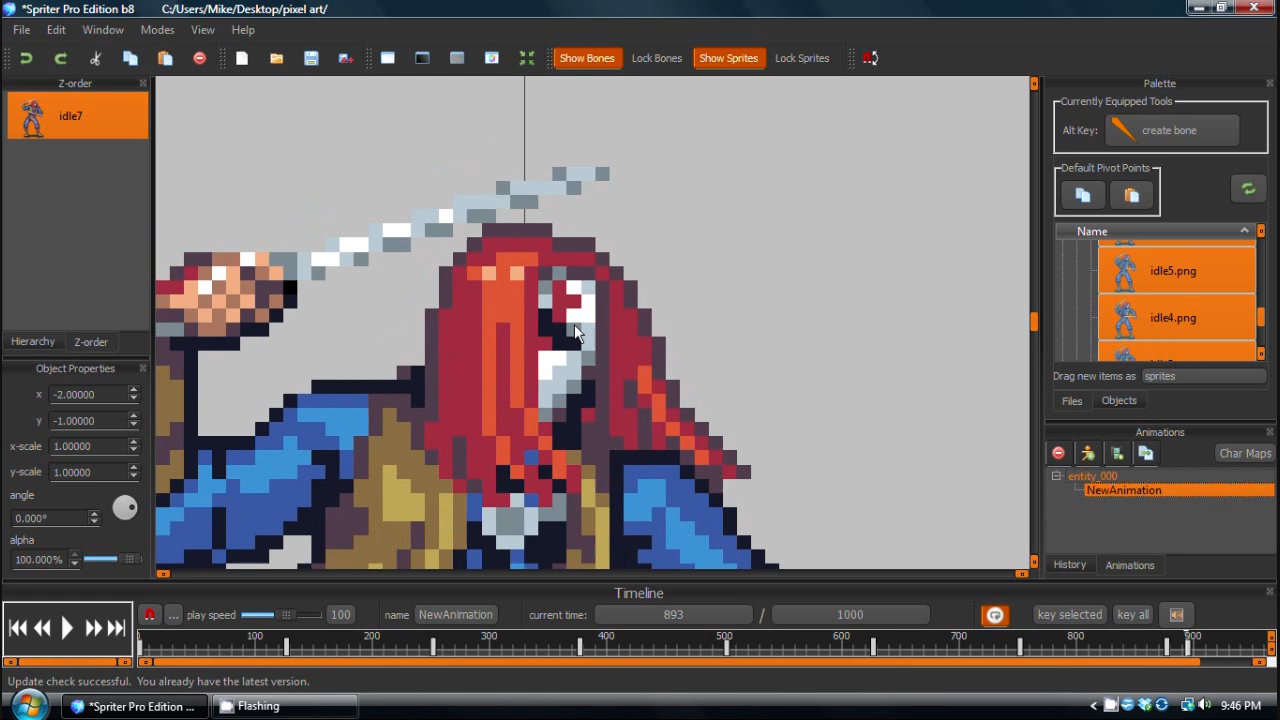 *Spriter Pro Edition b8 C:/Users/Mike/Desktop/pixel art/
File Edit Window Modes View Help
Show Bones Lock Bones Show Sprites Lock Sprites
Z-order
idle7
Hierarchy Z-order
Object Properties
x -2.00000
y -1.00000
x-scale 1.00000
y-scale 1.00000
angle
0.000°
alpha
100.000%
Palette
Currently Equipped Tools
Alt Key: create bone
Default Pivot Points
Name
idle5.png
idle4.png
Drag new items as sprites
Files Objects
Animations
Char Maps
entity_000
NewAnimation
History Animations
Timeline
... play speed 100 name NewAnimation current time: 893 / 1000 key selected key all
100 200 300 400 500 600 700 800 900
Update check successful. You already have the latest version.
*Spriter Pro Edition ... Flashing 9:46 PM